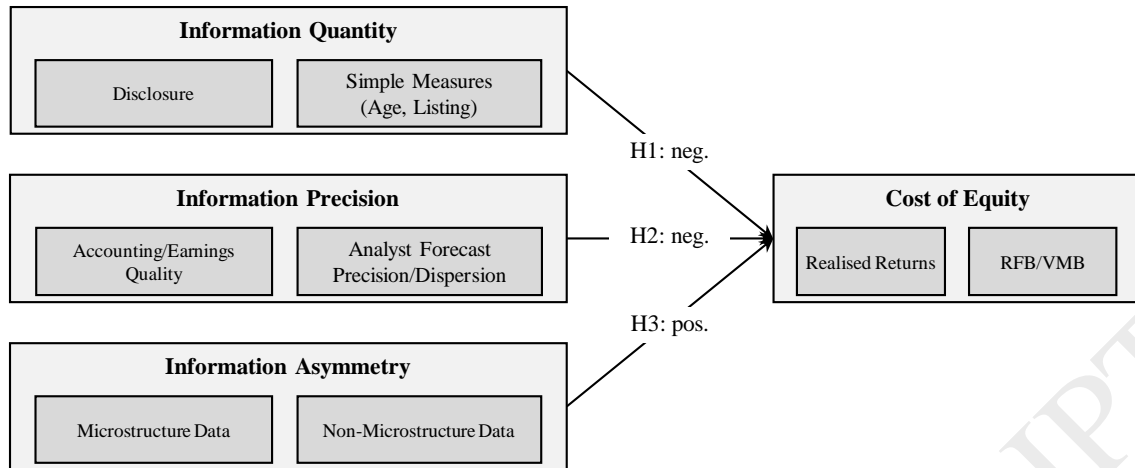 Information Quantity
Disclosure
Simple Measures
(Age, Listing)
H1: neg.
Information Precision
Accounting/Earnings
Quality
Analyst Forecast
Precision/Dispersion
H2: neg.
Cost of Equity
Realised Returns
RFB/VMB
H3: pos.
Information Asymmetry
Microstructure Data
Non-Microstructure Data